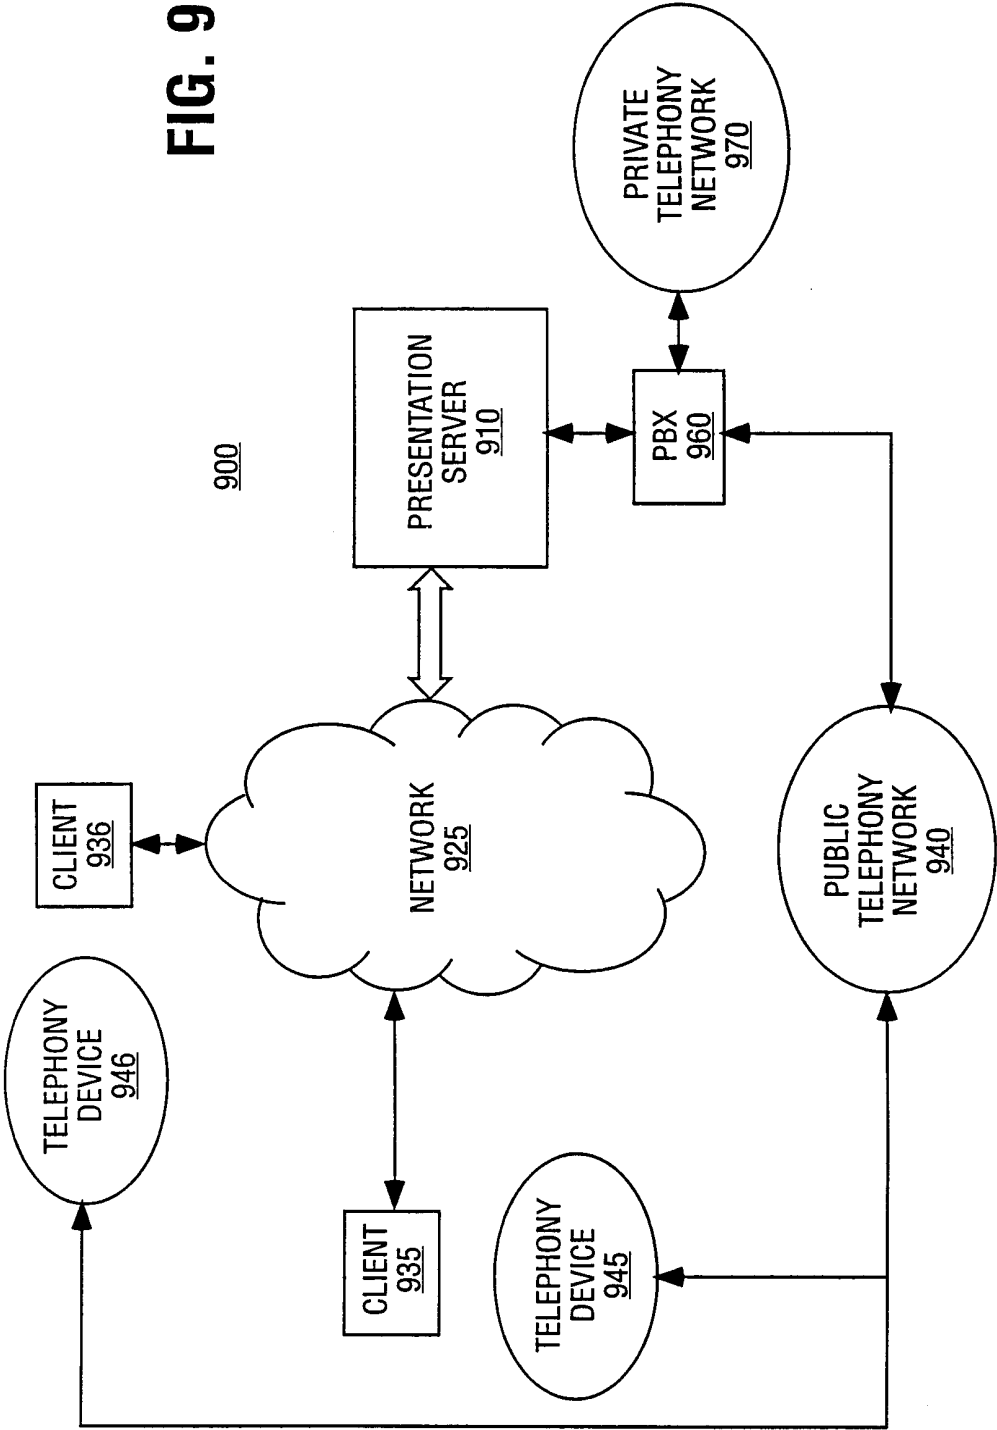 TELEPHONY
DEVICE
946
CLIENT
936
900
FIG. 9
CLIENT
935
NETWORK
925
PRESENTATION
SERVER
910
TELEPHONY
DEVICE
945
PBX
960
PRIVATE
TELEPHONY
NETWORK
970
PUBLIC
TELEPHONY
NETWORK
940